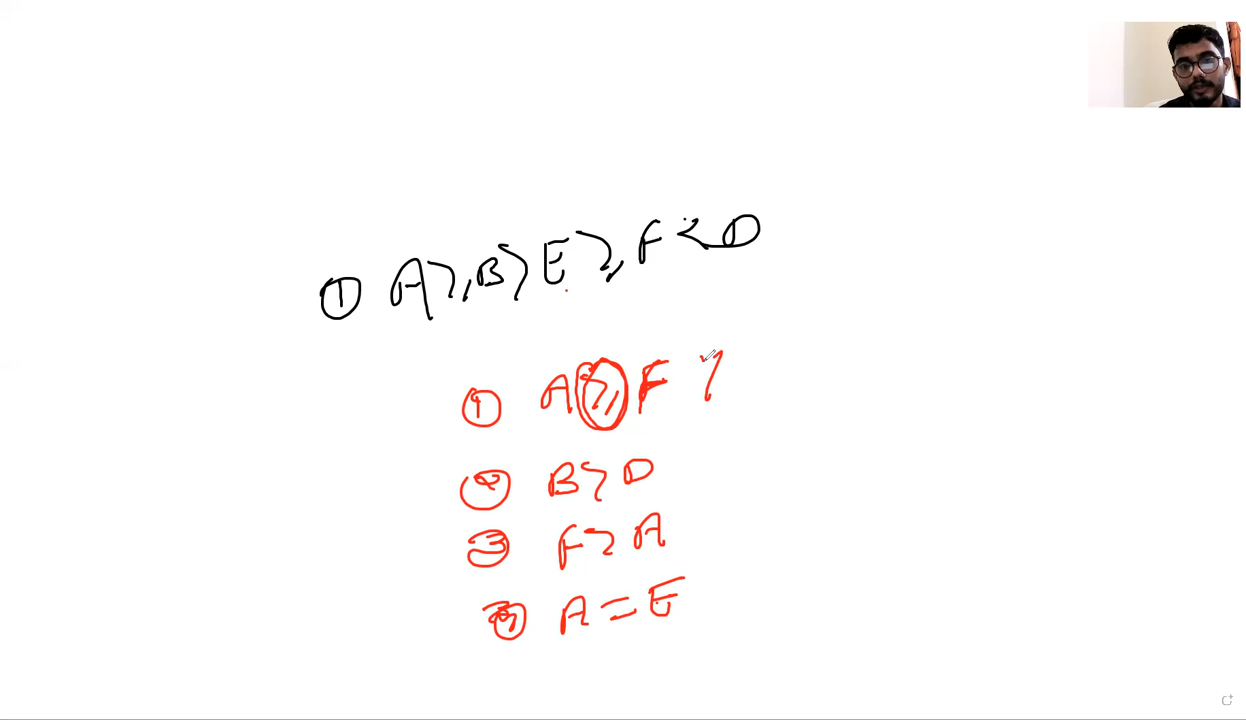 ① A ≥ B > E ≥ F < D
① A ≥ F ?
② B > D
③ F > A
④ A = E